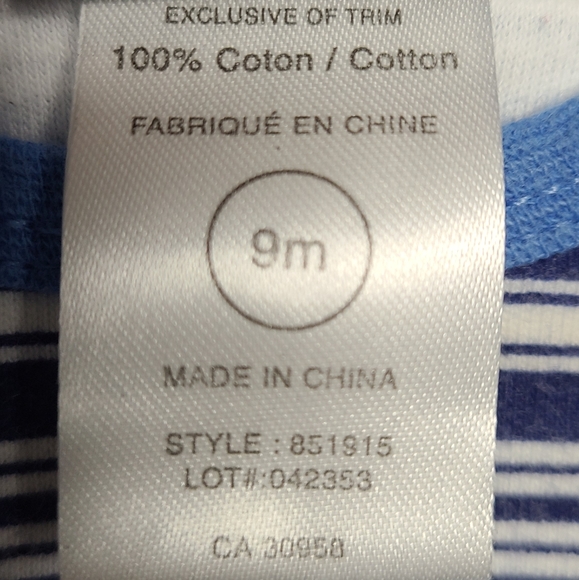 EXCLUSIVE OF TRIM
100% Coton / Cotton
FABRIQUÉ EN CHINE
9m
MADE IN CHINA
STYLE : 851915
LOT#:042353
CA 30958